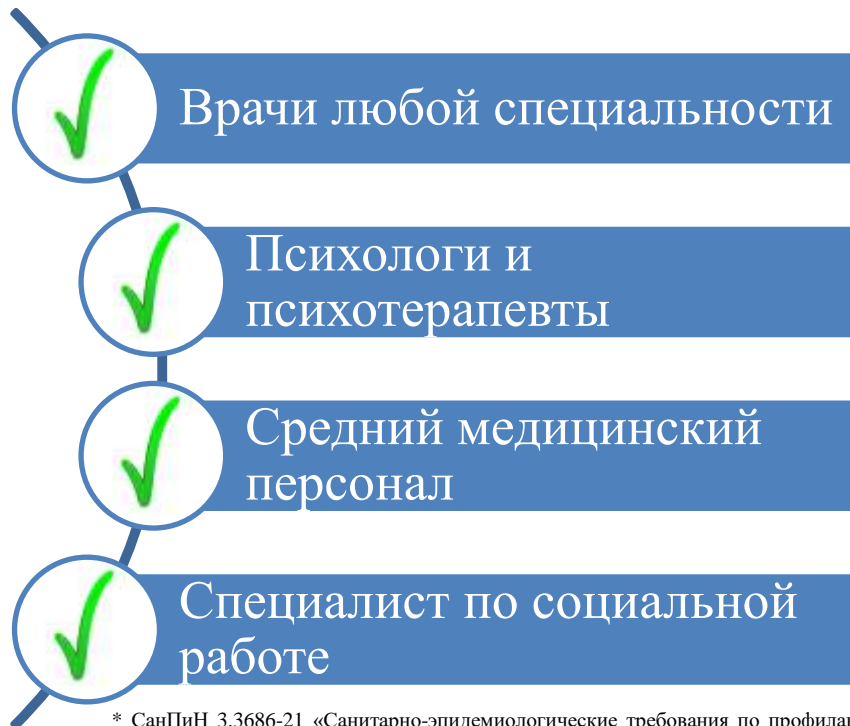 Врачи любой специальности
Психологи и
психотерапевты
Средний медицинский
персонал
Специалист по социальной
работе
* СанПиН 3.3686-21 «Санитарно-эпидемиологические требования по